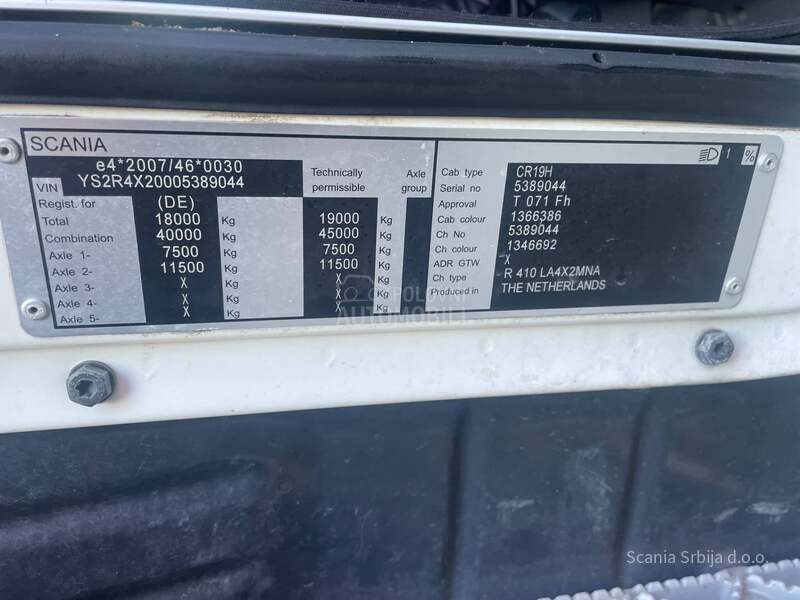 SCANIA
e4*2007/46*0030
VIN YS2R4X20005389044
Technically permissible Axle group
Regist. for (DE)
Total 18000 Kg 19000 Kg
Combination 40000 Kg 45000 Kg
Axle 1- 7500 Kg 7500 Kg
Axle 2- 11500 Kg 11500 Kg
Axle 3- X Kg X Kg
Axle 4- X Kg X Kg
Axle 5- X Kg X Kg
1 %
Cab type CR19H
Serial no 5389044
Approval T 071 Fh
Cab colour 1366386
Ch No 5389044
Ch colour 1346692
ADR GTW X
Ch type R 410 LA4X2MNA
Produced in THE NETHERLANDS
POLOVNI
AUTOMOBILI
Scania Srbija d.o.o.